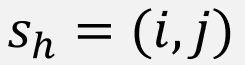 s_h = (i, j)